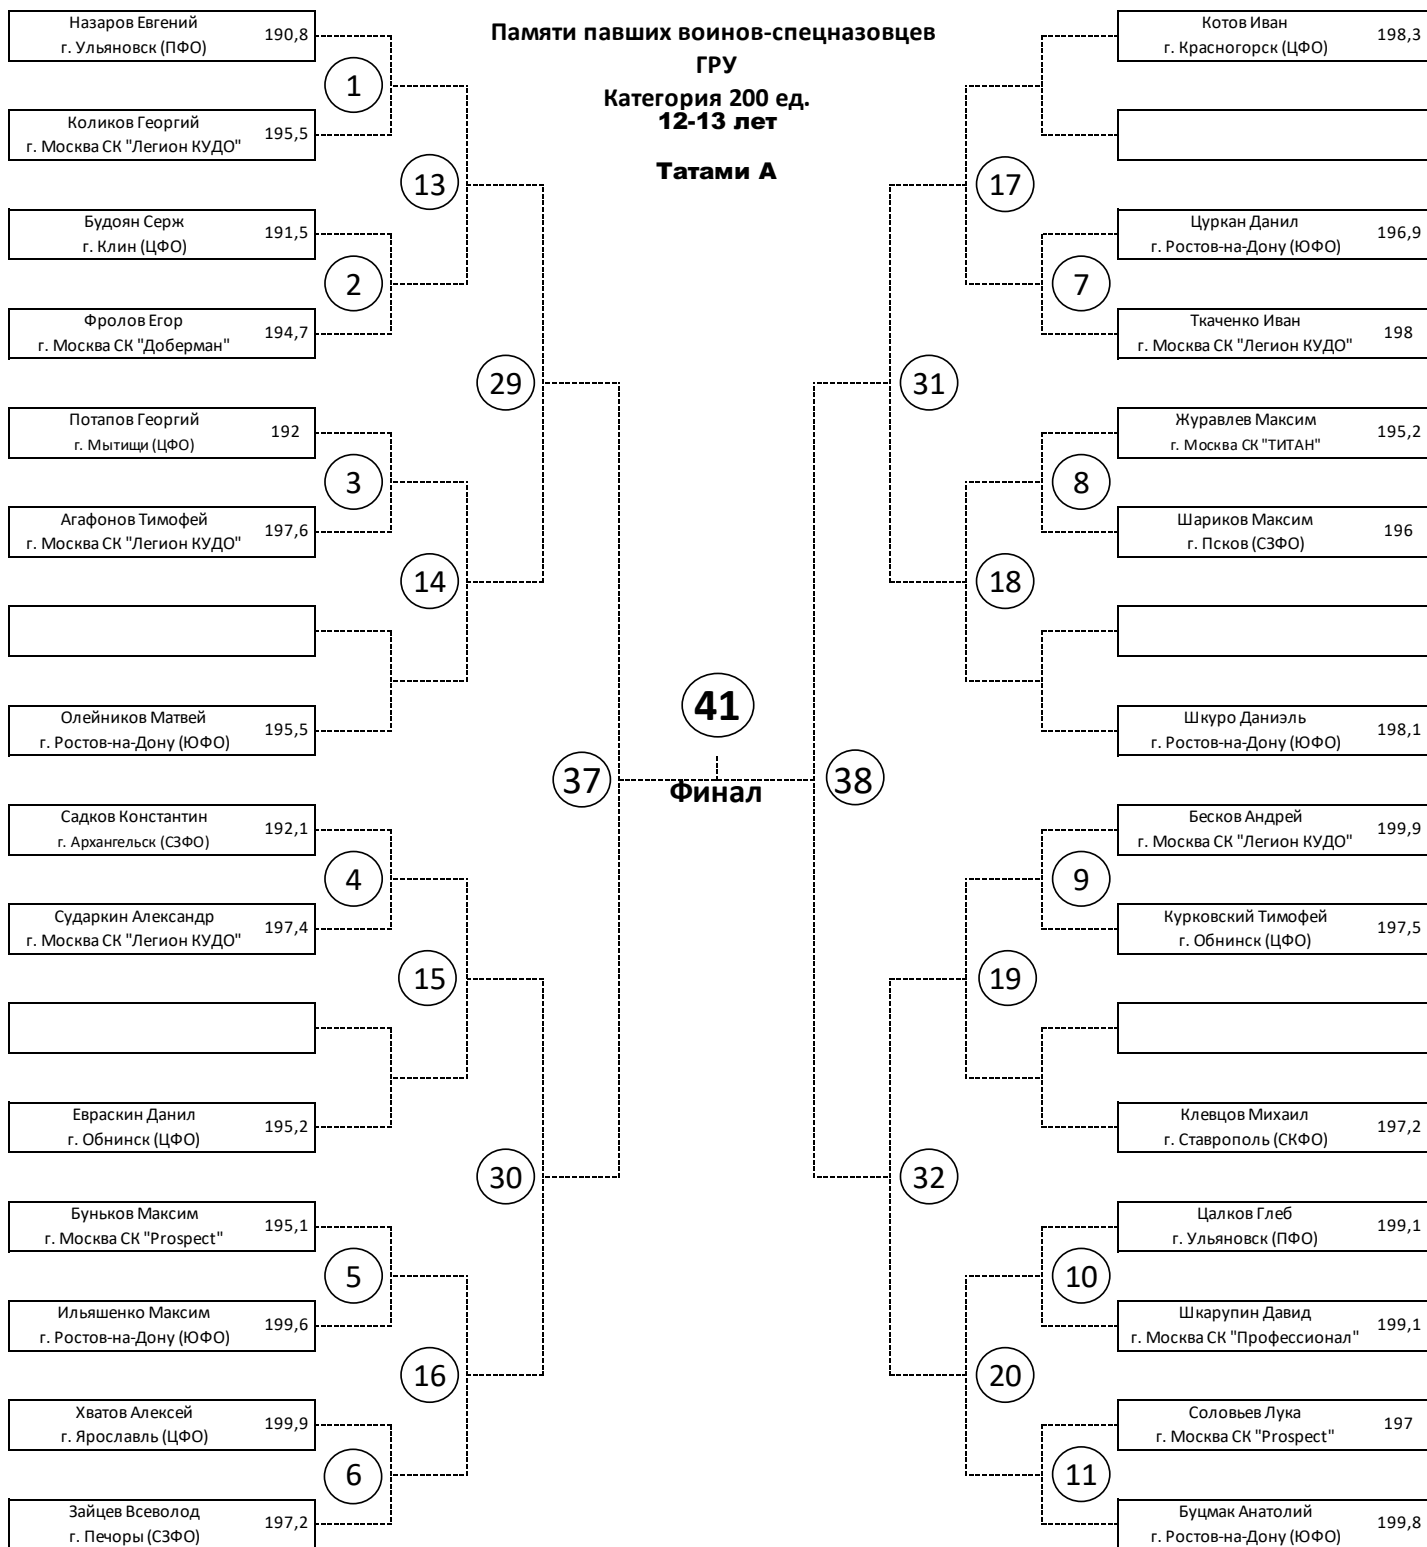 Памяти павших воинов-спецназовцев
ГРУ
Категория 200 ед.
12-13 лет
Татами А
Назаров Евгений
г. Ульяновск (ПФО)
190,8
1
Коликов Георгий
г. Москва СК "Легион КУДО"
195,5
13
Будоян Серж
г. Клин (ЦФО)
191,5
2
Фролов Егор
г. Москва СК "Доберман"
194,7
29
Потапов Георгий
г. Мытищи (ЦФО)
192
3
Агафонов Тимофей
г. Москва СК "Легион КУДО"
197,6
14
Олейников Матвей
г. Ростов-на-Дону (ЮФО)
195,5
37
Садков Константин
г. Архангельск (СЗФО)
192,1
4
Сударкин Александр
г. Москва СК "Легион КУДО"
197,4
15
Евраскин Данил
г. Обнинск (ЦФО)
195,2
30
Буньков Максим
г. Москва СК "Prospect"
195,1
5
Ильяшенко Максим
г. Ростов-на-Дону (ЮФО)
199,6
16
Хватов Алексей
г. Ярославль (ЦФО)
199,9
6
Зайцев Всеволод
г. Печоры (СЗФО)
197,2
41
Финал
Котов Иван
г. Красногорск (ЦФО)
198,3
17
Цуркан Данил
г. Ростов-на-Дону (ЮФО)
196,9
7
Ткаченко Иван
г. Москва СК "Легион КУДО"
198
31
Журавлев Максим
г. Москва СК "ТИТАН"
195,2
8
Шариков Максим
г. Псков (СЗФО)
196
18
Шкуро Даниэль
г. Ростов-на-Дону (ЮФО)
198,1
38
Бесков Андрей
г. Москва СК "Легион КУДО"
199,9
9
Курковский Тимофей
г. Обнинск (ЦФО)
197,5
19
Клевцов Михаил
г. Ставрополь (СКФО)
197,2
32
Цалков Глеб
г. Ульяновск (ПФО)
199,1
10
Шкарупин Давид
г. Москва СК "Профессионал"
199,1
20
Соловьев Лука
г. Москва СК "Prospect"
197
11
Буцмак Анатолий
г. Ростов-на-Дону (ЮФО)
199,8